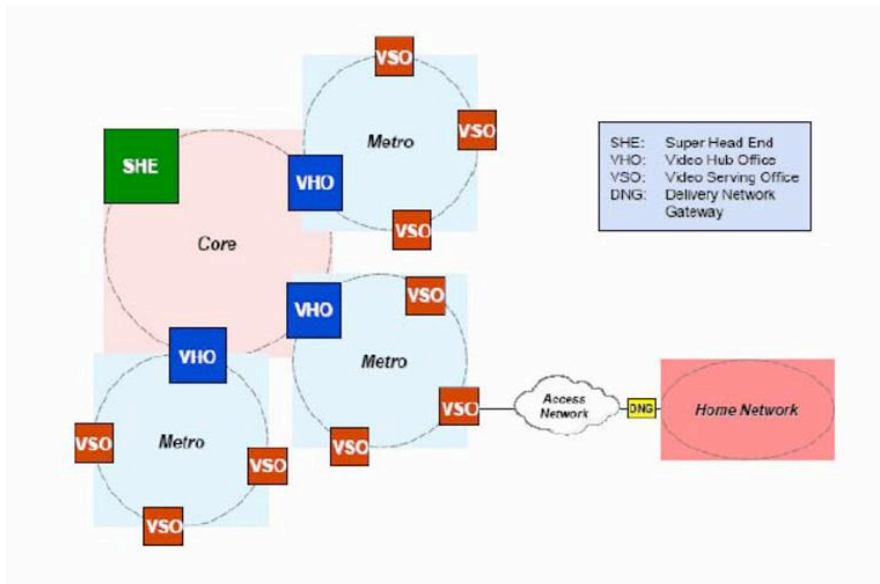 VSO
Metro
VSO
SHE
VHO
VSO
Core
SHE: Super Head End
VHO: Video Hub Office
VSO: Video Serving Office
DNG: Delivery Network
Gateway
VHO
VSO
Metro
VSO
VSO
Access
Network
DNG
Home Network
VHO
Metro
VSO
VSO
VSO